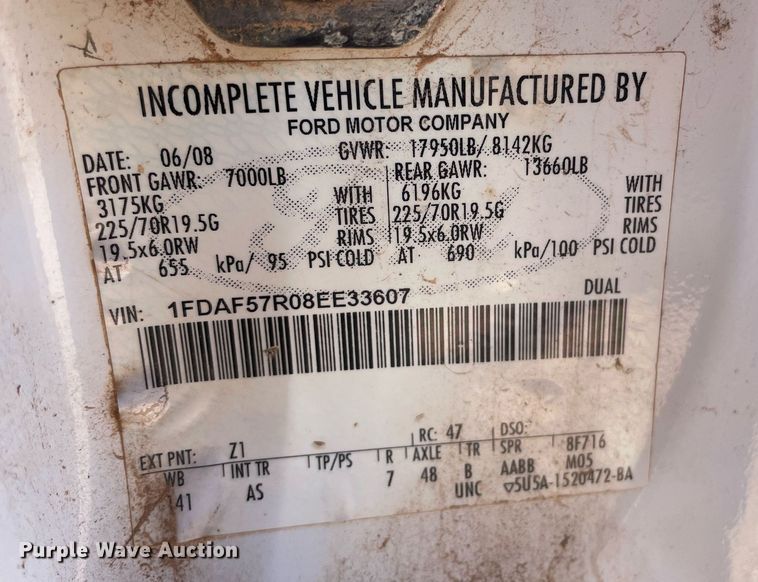 INCOMPLETE VEHICLE MANUFACTURED BY
FORD MOTOR COMPANY
DATE: 06/08 GVWR: 17950LB/ 8142KG
FRONT GAWR: 7000LB REAR GAWR: 13660LB
3175KG WITH 6196KG WITH
225/70R19.5G TIRES 225/70R19.5G TIRES
19.5x6.0RW RIMS 19.5x6.0RW RIMS
AT 655 kPa/ 95 PSI COLD AT 690 kPa/100 PSI COLD
VIN: 1FDAF57R08EE33607 DUAL
EXT PNT: Z1 RC: 47 DSO:
WB INT TR TP/PS R AXLE TR SPR 8F716
141 AS 7 48 B AABB M05
UNC ▽5U5A-1520472-BA
Purple Wave Auction